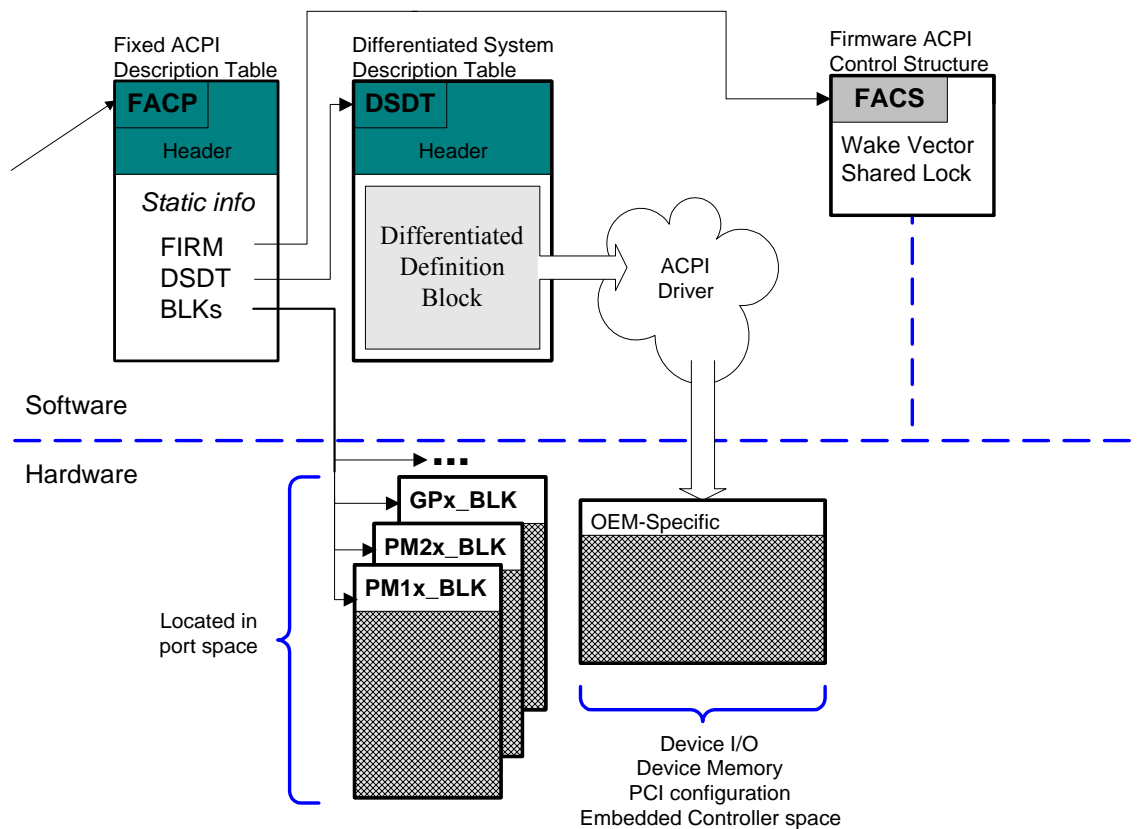 Fixed ACPI
Description Table
FACP
Header
Static info
FIRM
DSDT
BLKs
Differentiated System
Description Table
DSDT
Header
Differentiated
Definition
Block
ACPI
Driver
Firmware ACPI
Control Structure
FACS
Wake Vector
Shared Lock
Software
Hardware
...
GPx_BLK
PM2x_BLK
PM1x_BLK
Located in
port space
OEM-Specific
Device I/O
Device Memory
PCI configuration
Embedded Controller space